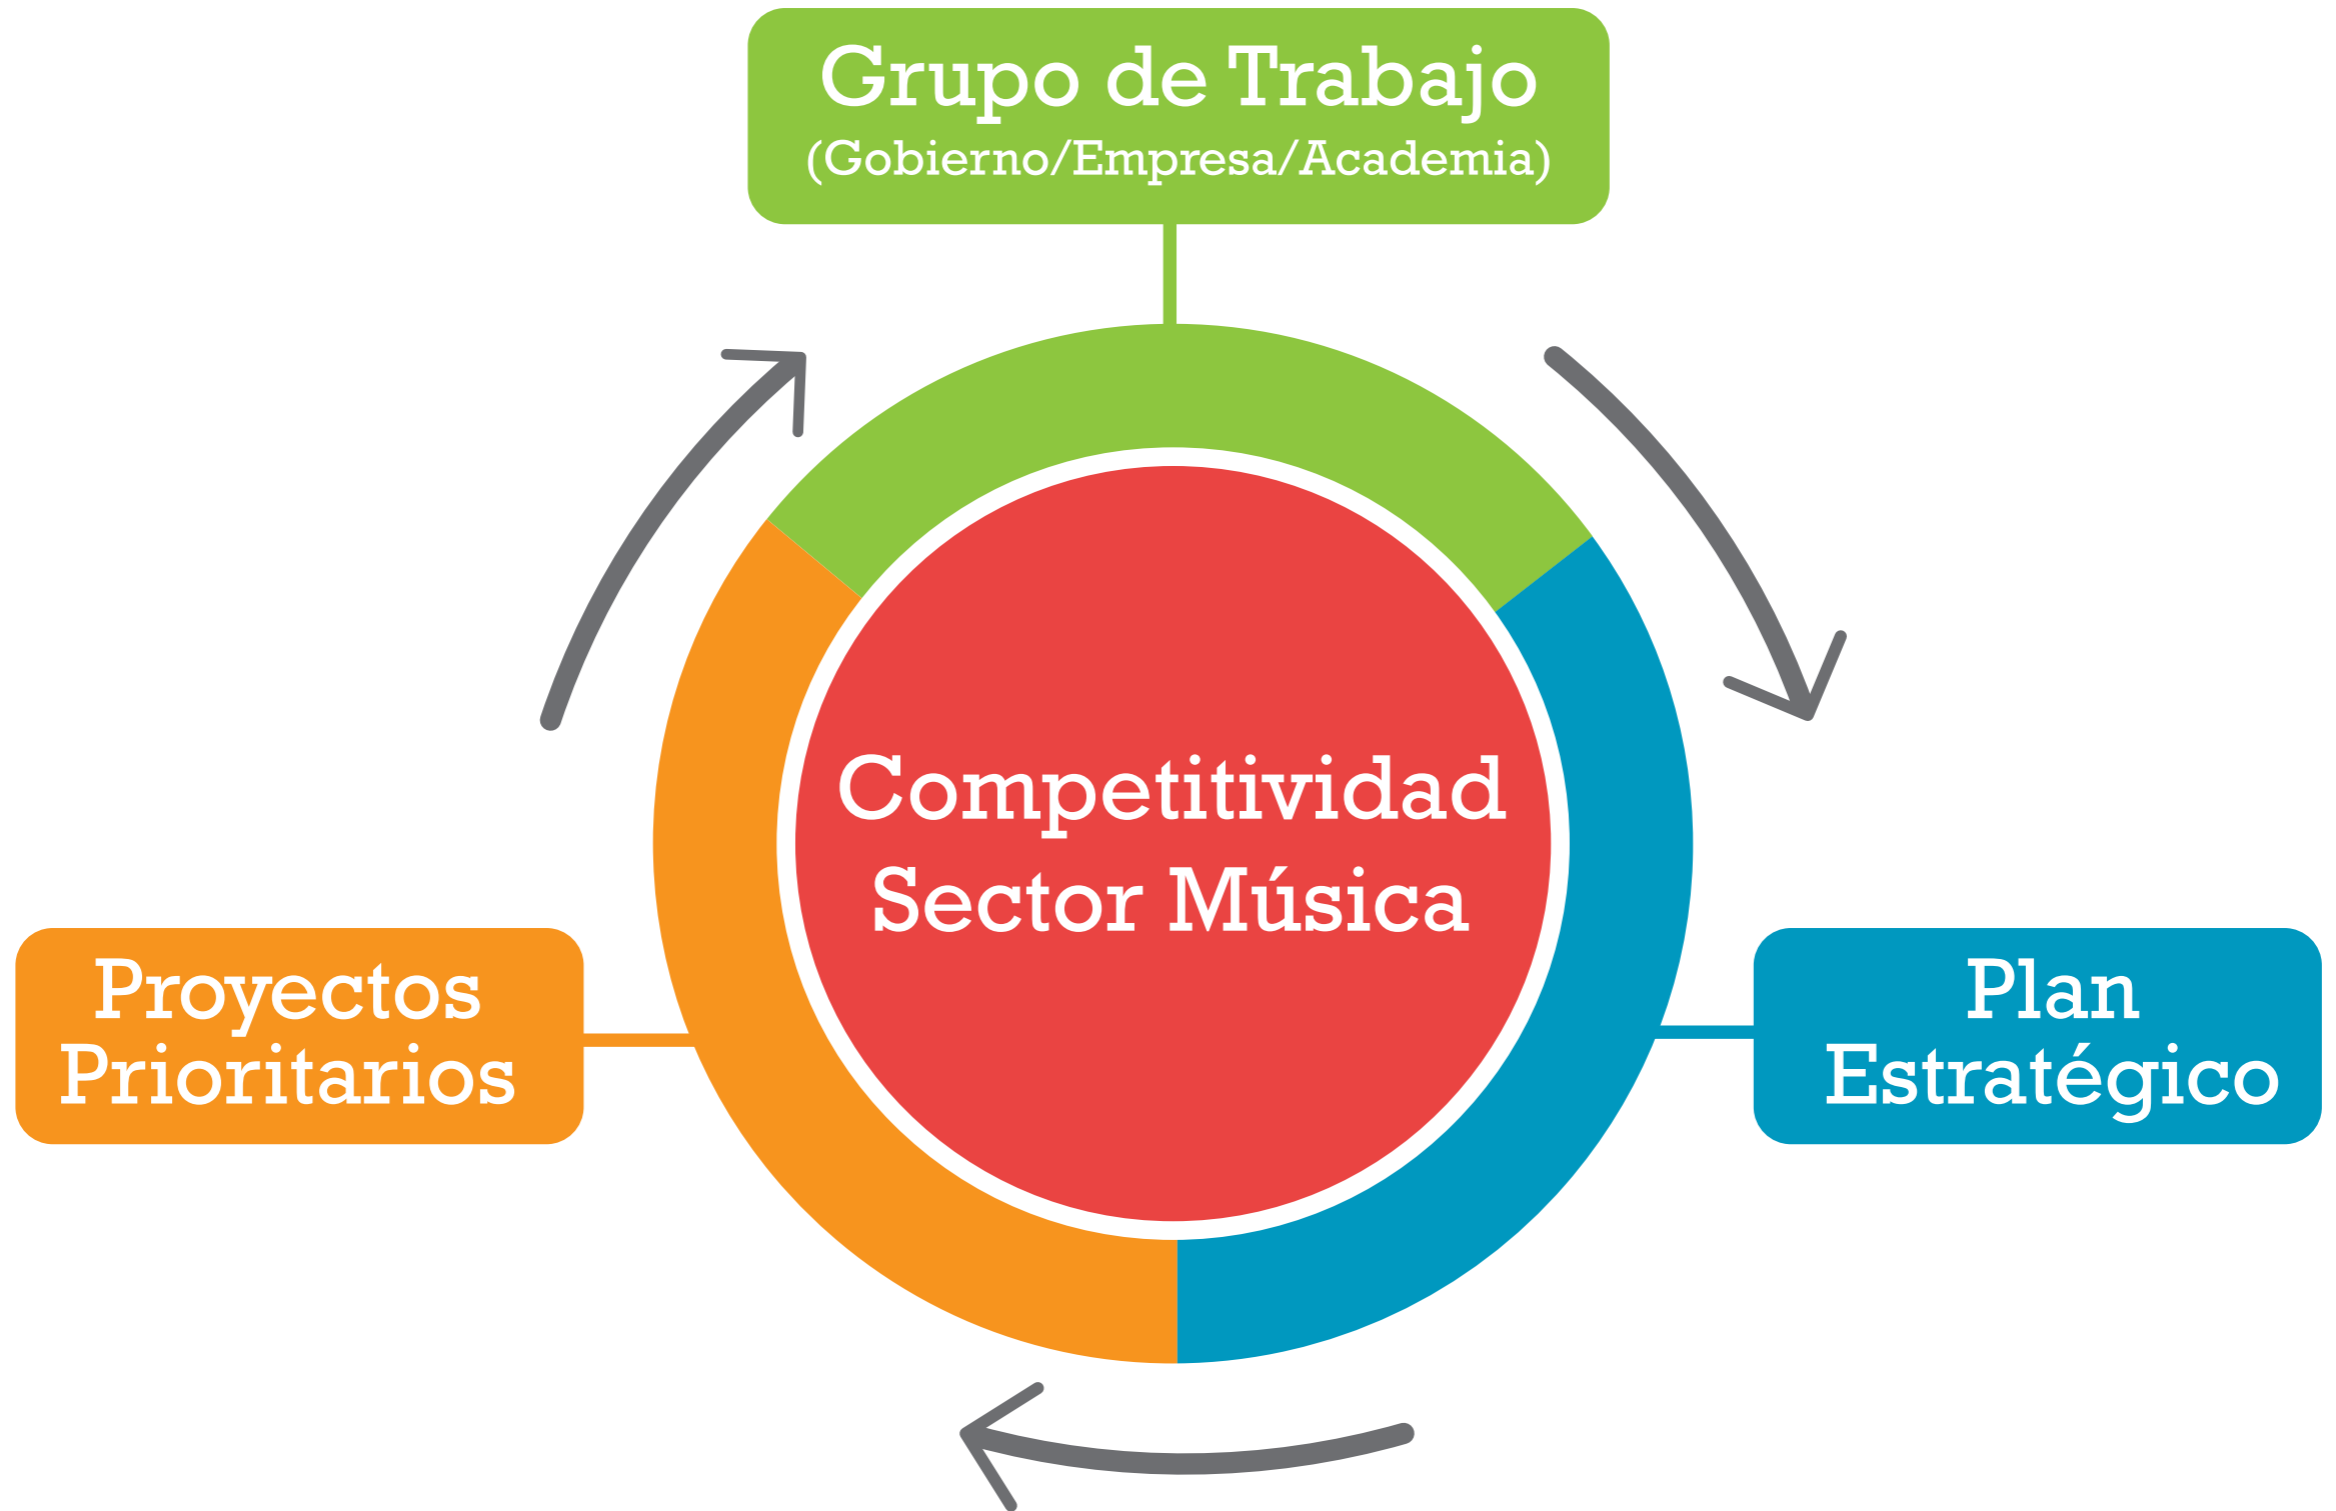 Grupo de Trabajo
(Gobierno/Empresa/Academia)
Competitividad
Sector Música
Proyectos
Prioritarios
Plan
Estratégico